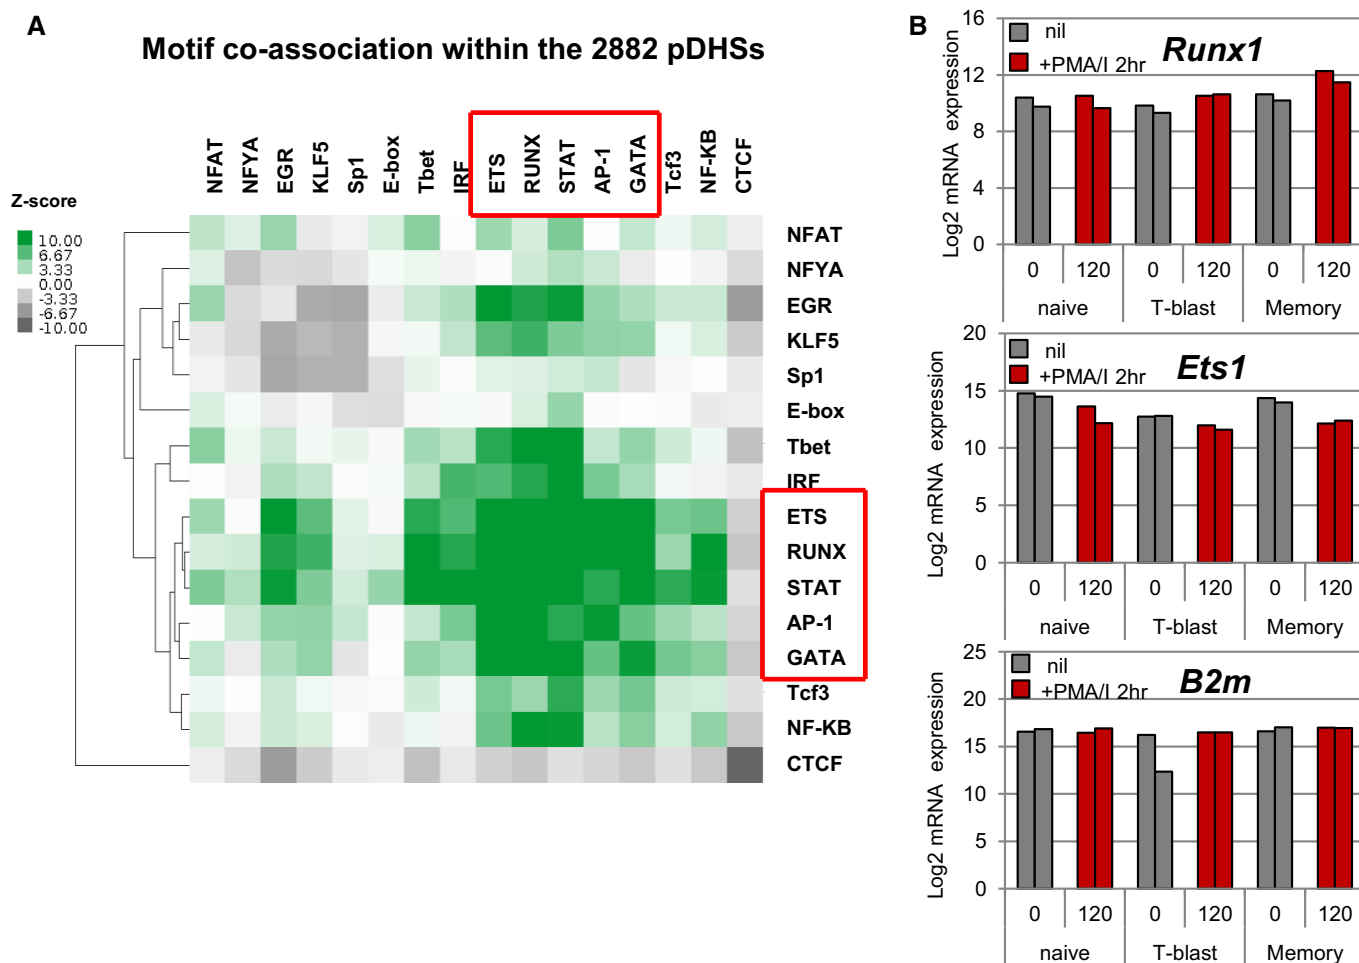 A
Motif co-association within the 2882 pDHSs
NFAT NFYA EGR KLF5 Sp1 E-box Tbet IRF ETS RUNX STAT AP-1 GATA Tcf3 NF-KB CTCF
Z-score
10.00
6.67
3.33
0.00
-3.33
-6.67
-10.00
NFAT
NFYA
EGR
KLF5
Sp1
E-box
Tbet
IRF
ETS
RUNX
STAT
AP-1
GATA
Tcf3
NF-KB
CTCF
B
Runx1
nil
+PMA/I 2hr
Log2 mRNA expression
16
12
8
4
0
0 120 0 120 0 120
naive T-blast Memory
Ets1
nil
+PMA/I 2hr
Log2 mRNA expression
20
15
10
5
0
0 120 0 120 0 120
naive T-blast Memory
B2m
nil
+PMA/I 2hr
Log2 mRNA expression
25
20
15
10
5
0
0 120 0 120 0 120
naive T-blast Memory